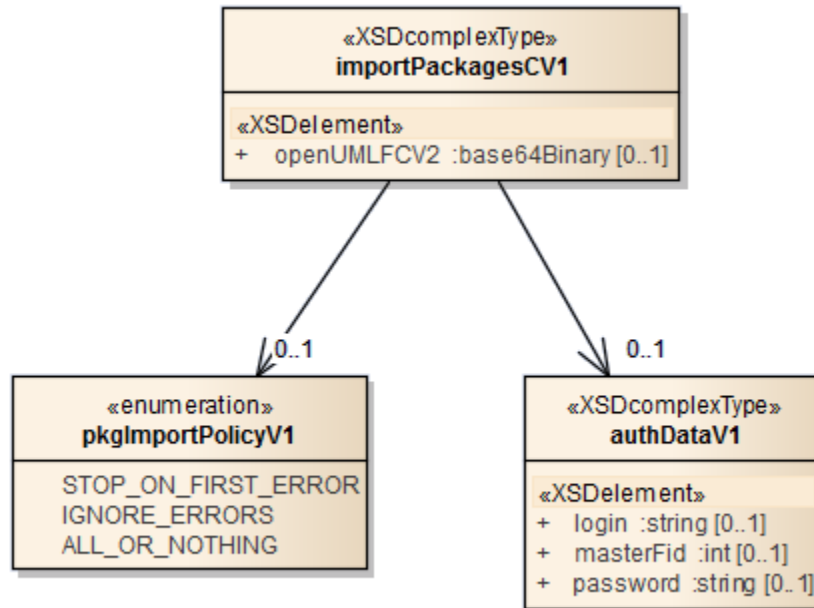 «XSDcomplexType»
importPackagesCV1
«XSDelement»
+ openUMLFCV2 :base64Binary [0..1]
0..1
0..1
«enumeration»
pkgImportPolicyV1
STOP_ON_FIRST_ERROR
IGNORE_ERRORS
ALL_OR_NOTHING
«XSDcomplexType»
authDataV1
«XSDelement»
+ login :string [0..1]
+ masterFid :int [0..1]
+ password :string [0..1]